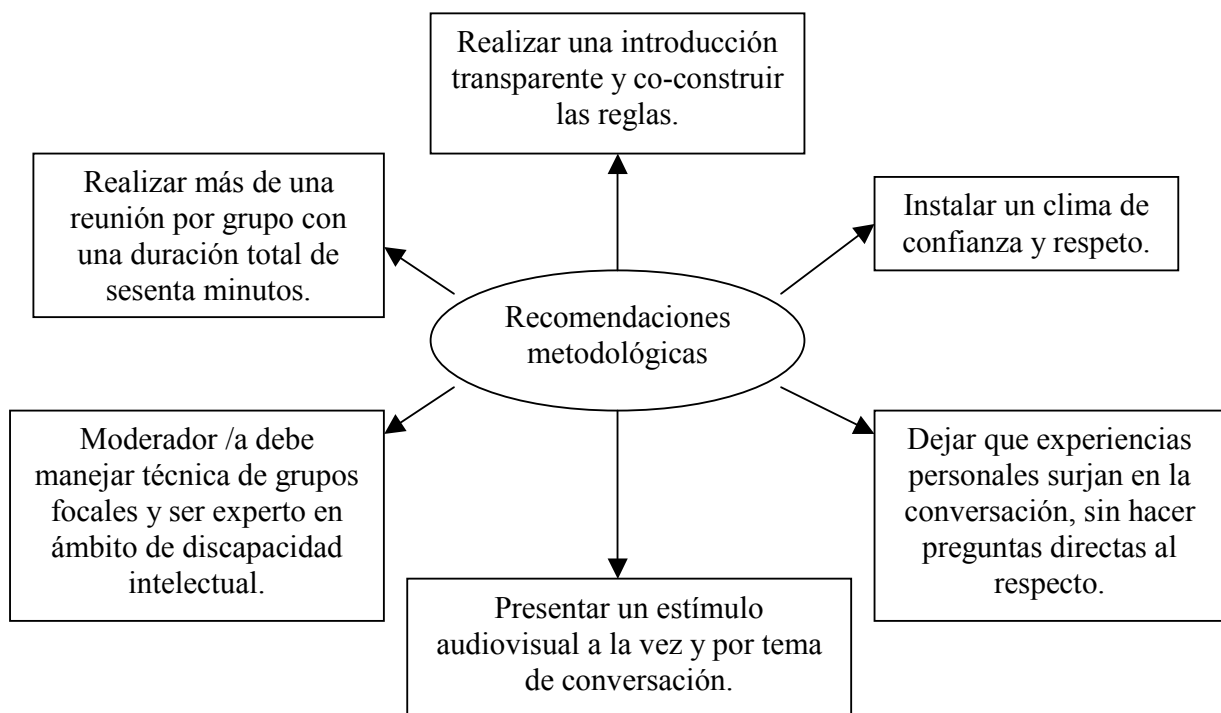 Realizar una introducción
transparente y co-construir
las reglas.
Realizar más de una
reunión por grupo con
una duración total de
sesenta minutos.
Instalar un clima de
confianza y respeto.
Recomendaciones
metodológicas
Moderador /a debe
manejar técnica de grupos
focales y ser experto en
ámbito de discapacidad
intelectual.
Dejar que experiencias
personales surjan en la
conversación, sin hacer
preguntas directas al
respecto.
Presentar un estímulo
audiovisual a la vez y por tema
de conversación.